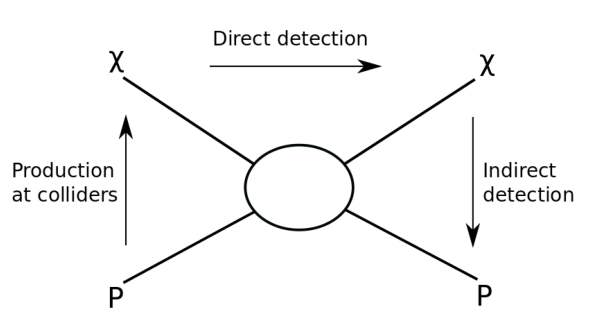 Direct detection
χ
χ
Production
at colliders
Indirect
detection
P
P